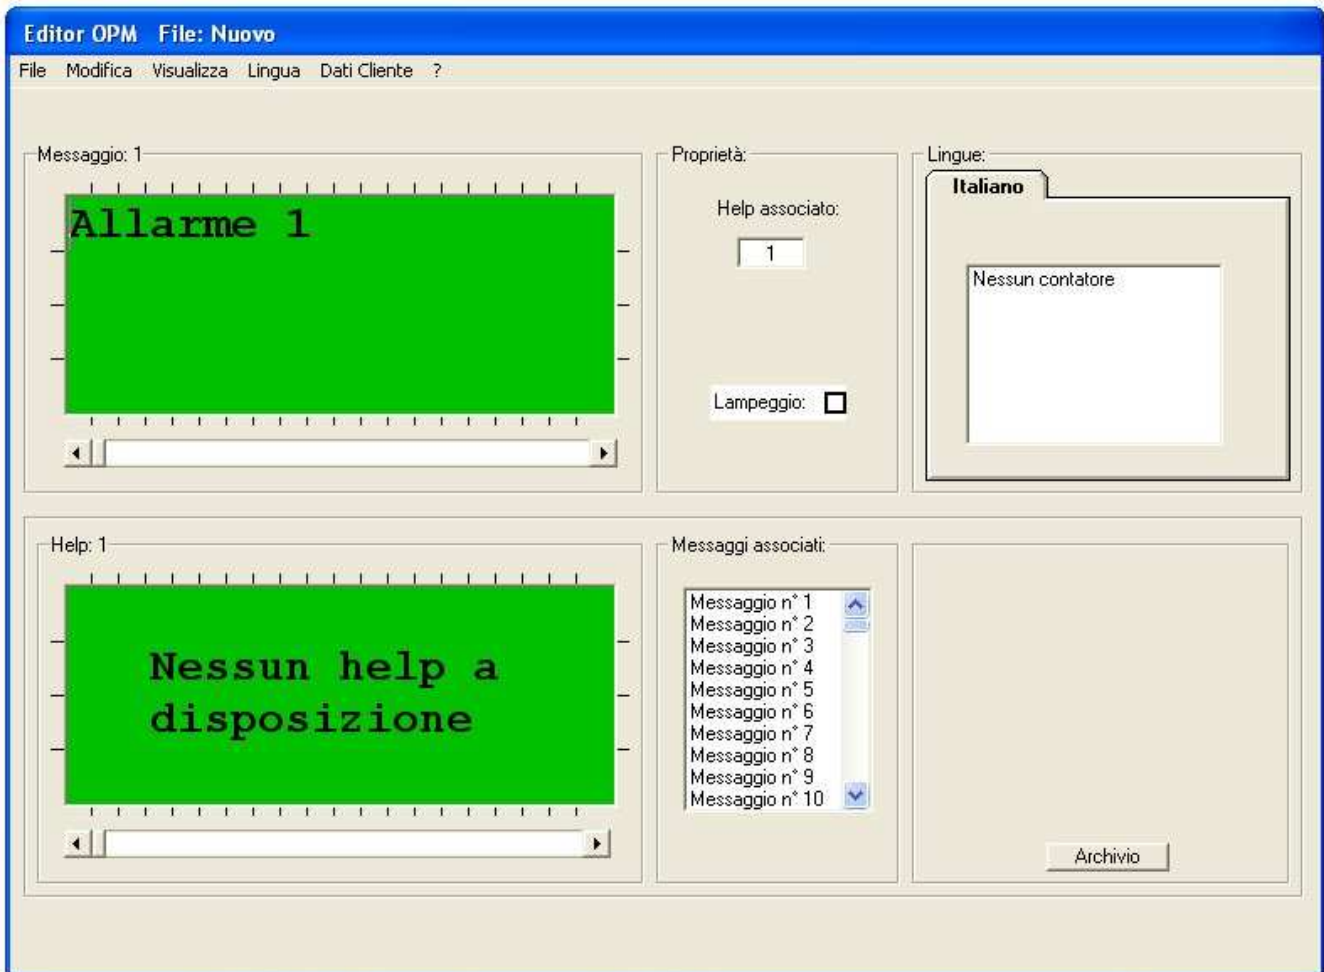 Editor OPM File: Nuovo
File Modifica Visualizza Lingua Dati Cliente ?
Messaggio: 1
Allarme 1
Proprietà:
Help associato:
1
Lampeggio:
Lingue:
Italiano
Nessun contatore
Help: 1
Nessun help a
disposizione
Messaggi associati:
Messaggio n° 1
Messaggio n° 2
Messaggio n° 3
Messaggio n° 4
Messaggio n° 5
Messaggio n° 6
Messaggio n° 7
Messaggio n° 8
Messaggio n° 9
Messaggio n° 10
Archivio